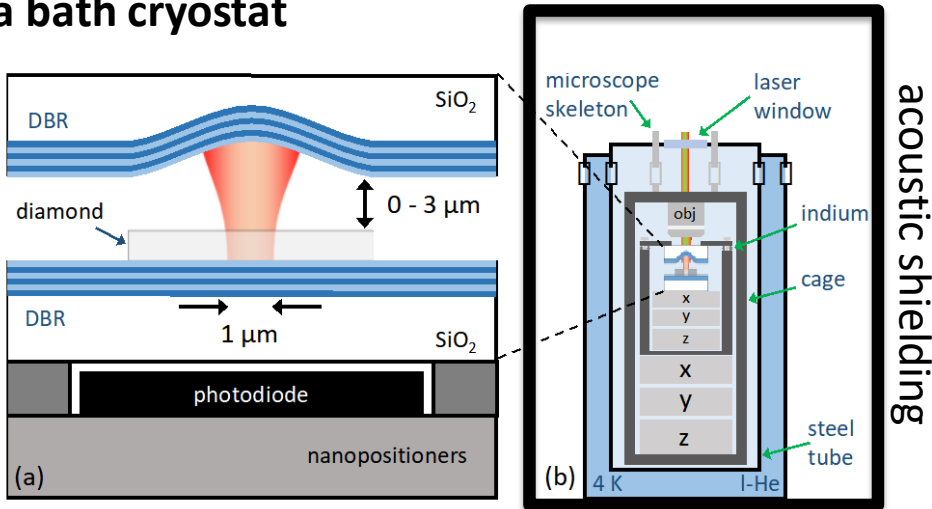 a bath cryostat
SiO₂
DBR
diamond
0 - 3 µm
DBR
1 µm
SiO₂
photodiode
nanopositioners
(a)
microscope
skeleton
laser
window
obj
indium
cage
x
y
z
x
y
z
steel
tube
(b)
4 K
l-He
acoustic shielding